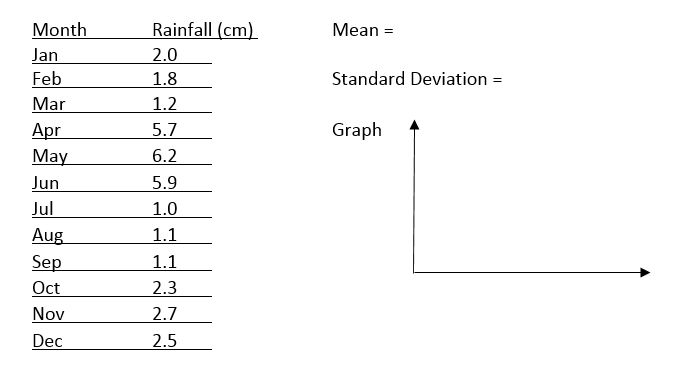 Month Rainfall (cm)
Jan 2.0
Feb 1.8
Mar 1.2
Apr 5.7
May 6.2
Jun 5.9
Jul 1.0
Aug 1.1
Sep 1.1
Oct 2.3
Nov 2.7
Dec 2.5
Mean =
Standard Deviation =
Graph